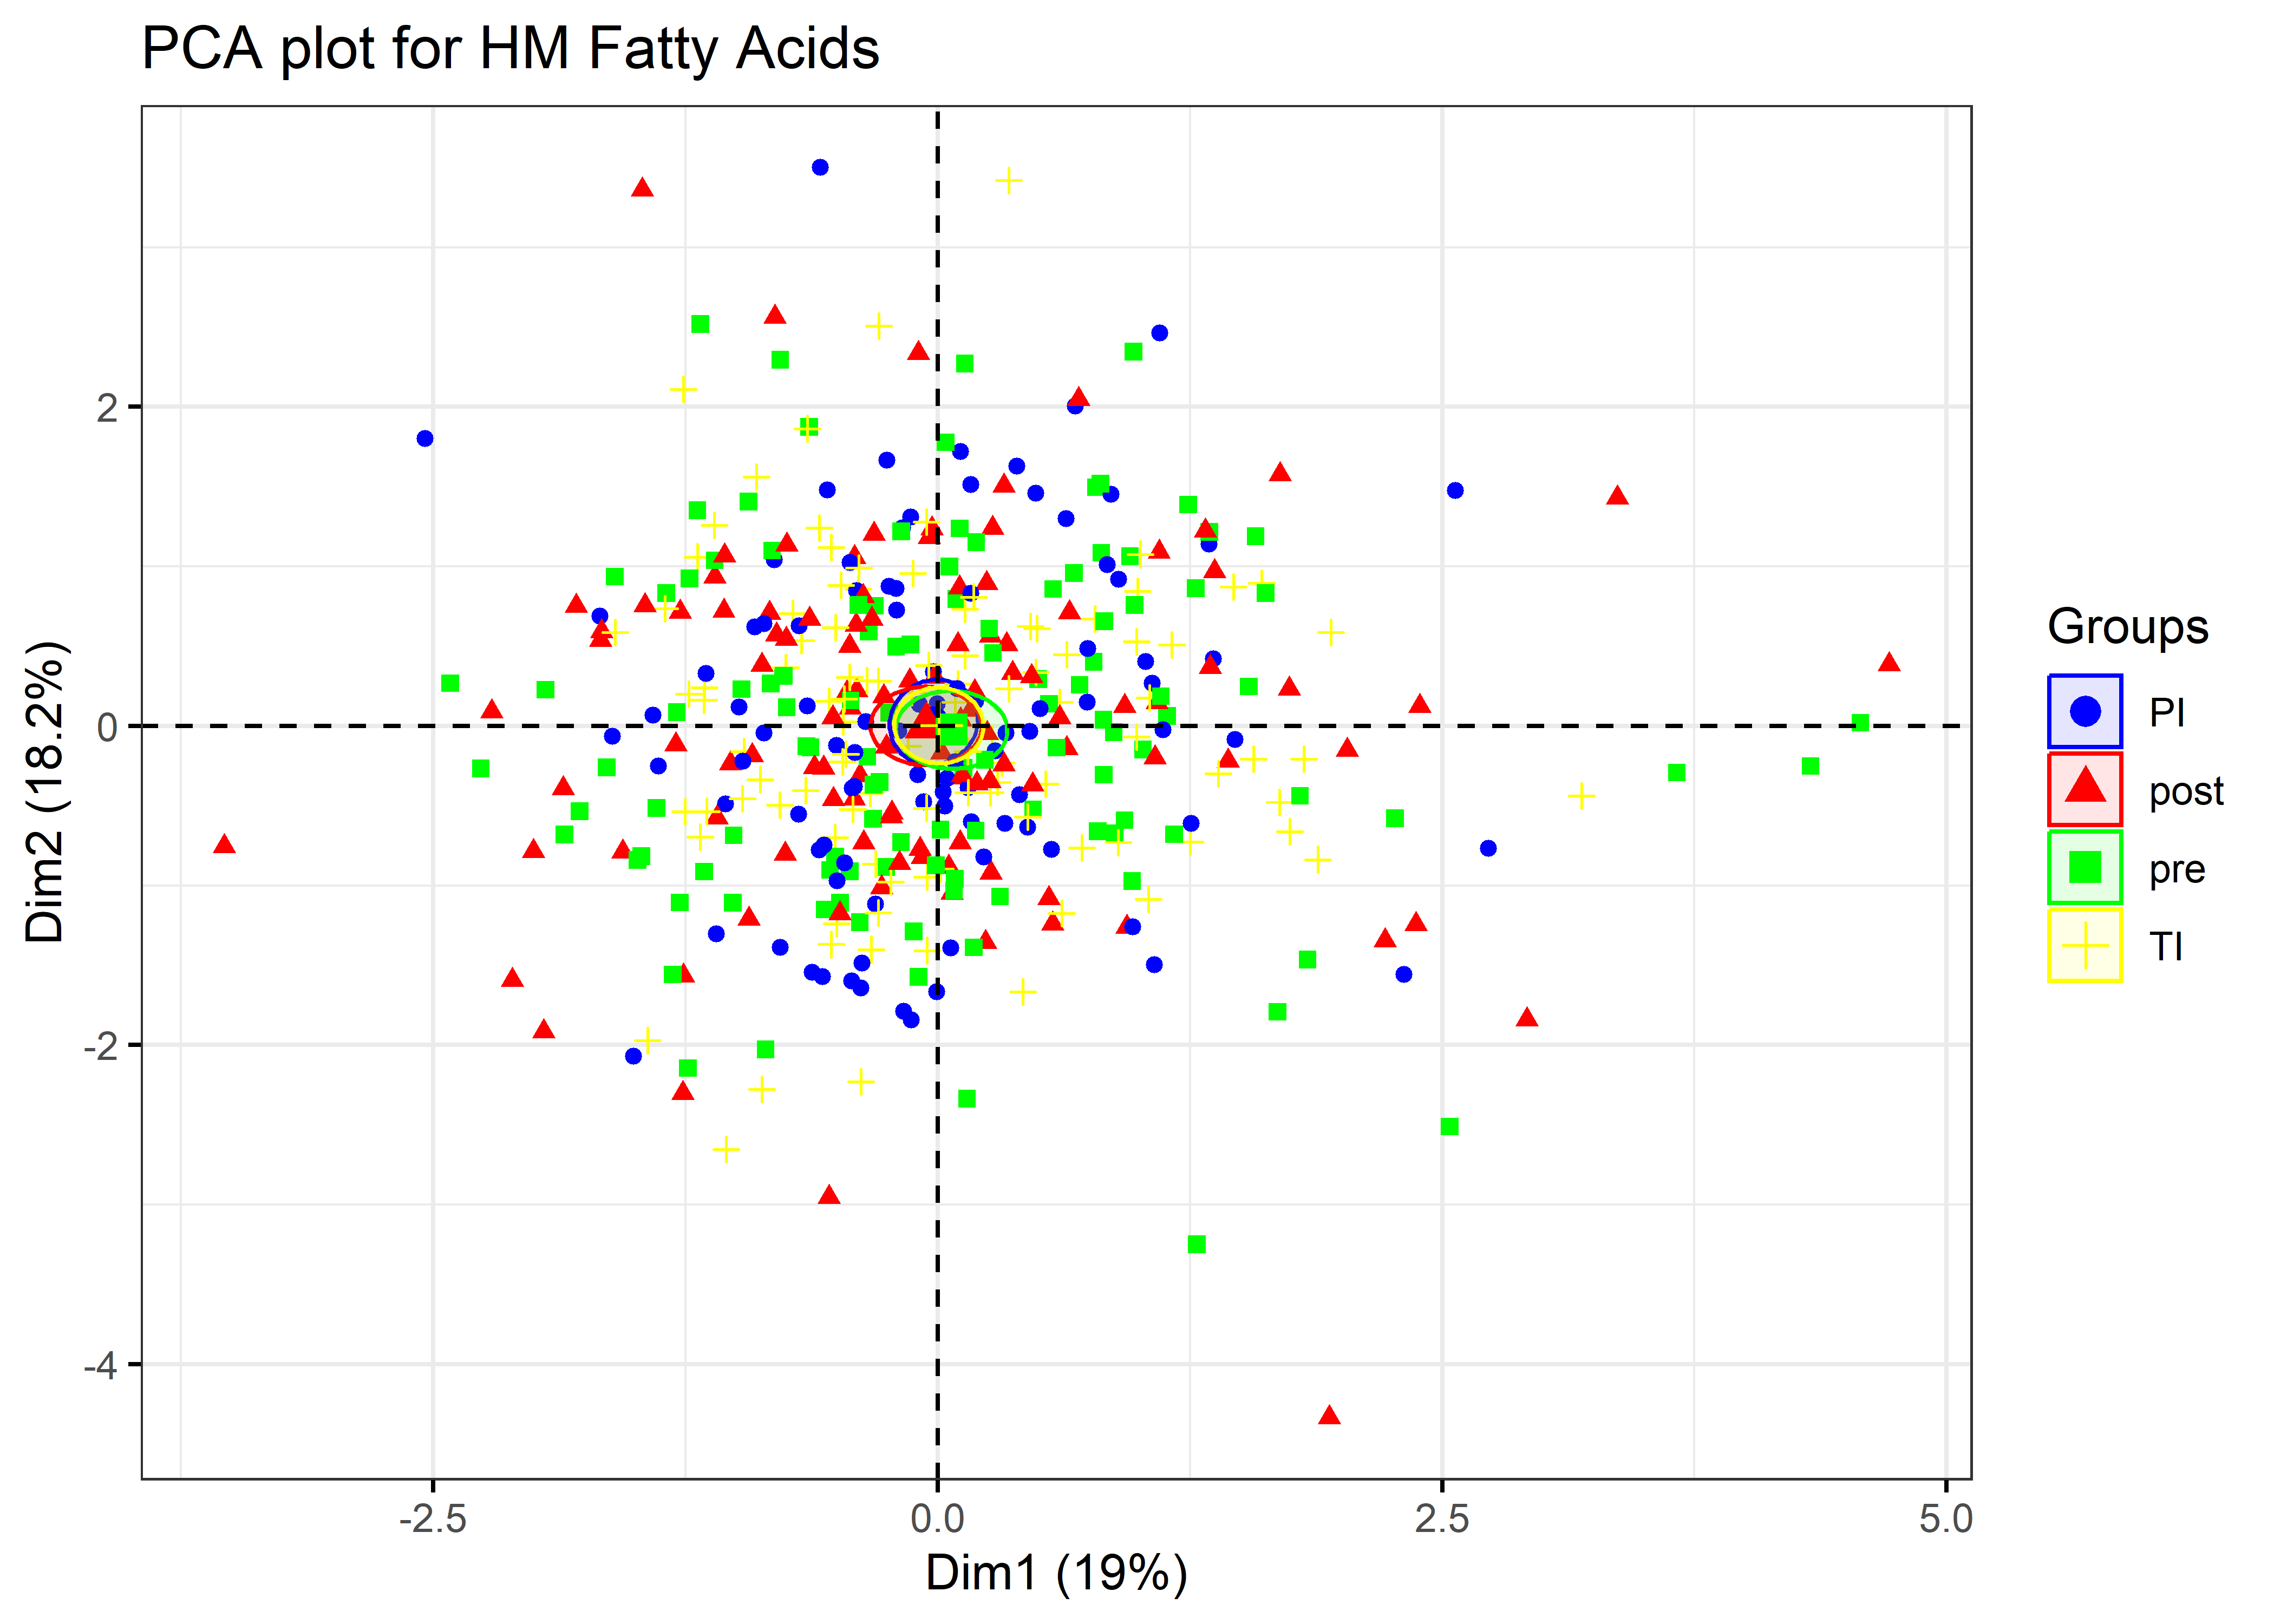 PCA plot for HM Fatty Acids
Dim2 (18.2%)
2
0
-2
-4
-2.5
0.0
2.5
5.0
Dim1 (19%)
Groups
PI
post
pre
TI